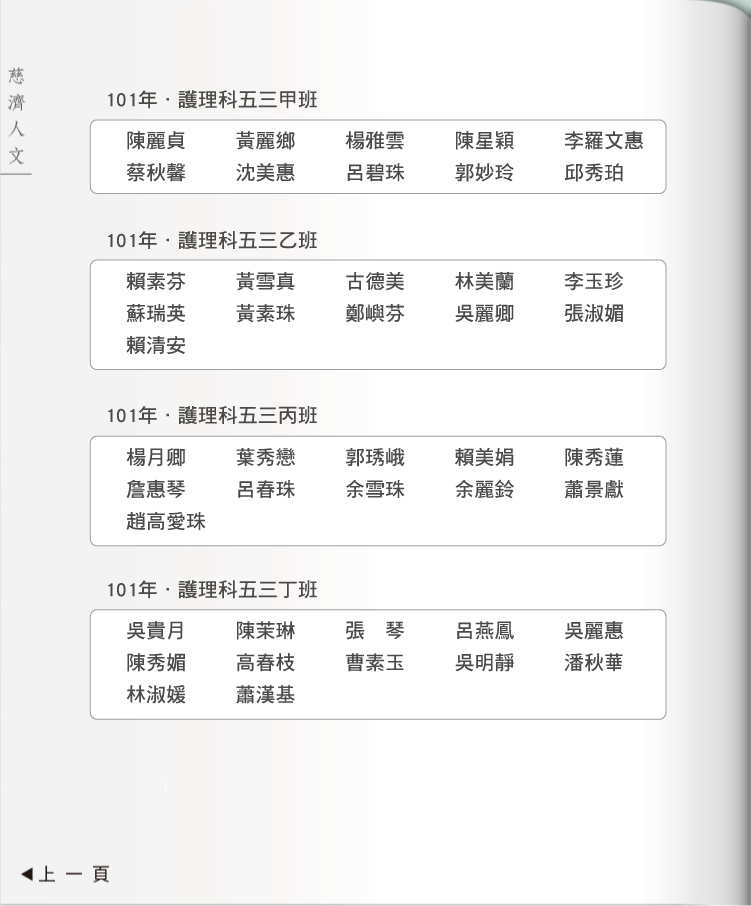 慈濟人文
101年‧護理科五三甲班
陳麗貞 黃麗鄉 楊雅雲 陳星穎 李羅文惠
蔡秋馨 沈美惠 呂碧珠 郭妙玲 邱秀珀
101年‧護理科五三乙班
賴素芬 黃雪真 古德美 林美蘭 李玉珍
蘇瑞英 黃素珠 鄭嶼芬 吳麗卿 張淑媚
賴清安
101年‧護理科五三丙班
楊月卿 葉秀戀 郭琇峨 賴美娟 陳秀蓮
詹惠琴 呂春珠 余雪珠 余麗鈴 蕭景獻
趙高愛珠
101年‧護理科五三丁班
吳貴月 陳茉琳 張　琴 呂燕鳳 吳麗惠
陳秀媚 高春枝 曹素玉 吳明靜 潘秋華
林淑媛 蕭漢基
◀上一頁